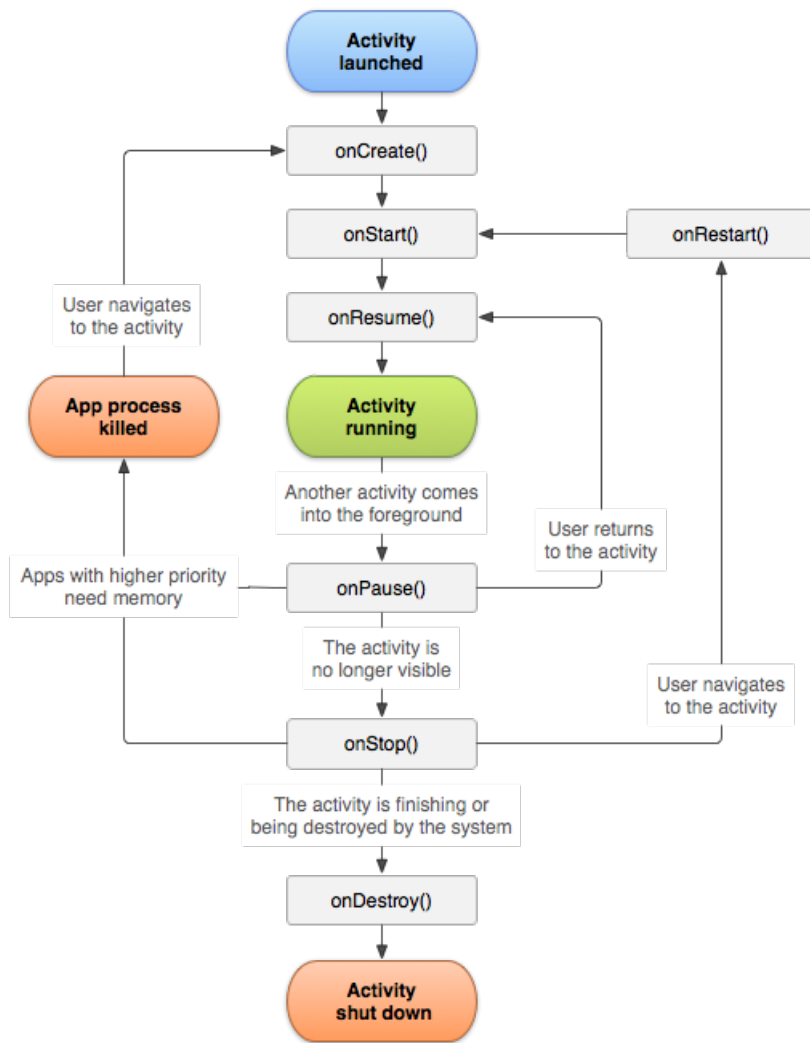 Activity
launched
onCreate()
onStart()
onRestart()
User navigates
to the activity
onResume()
App process
killed
Activity
running
Another activity comes
into the foreground
User returns
to the activity
Apps with higher priority
need memory
onPause()
The activity is
no longer visible
User navigates
to the activity
onStop()
The activity is finishing or
being destroyed by the system
onDestroy()
Activity
shut down